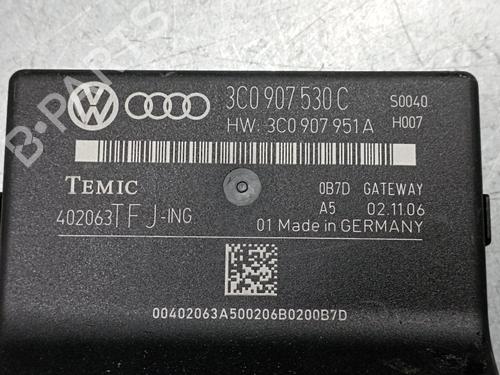 3C0 907 530 C S0040
HW: 3C0 907 951 A H007
TEMIC 0B7D GATEWAY
402063TFJ-ING A5 02.11.06
01 Made in GERMANY
00402063A500206B0200B7D